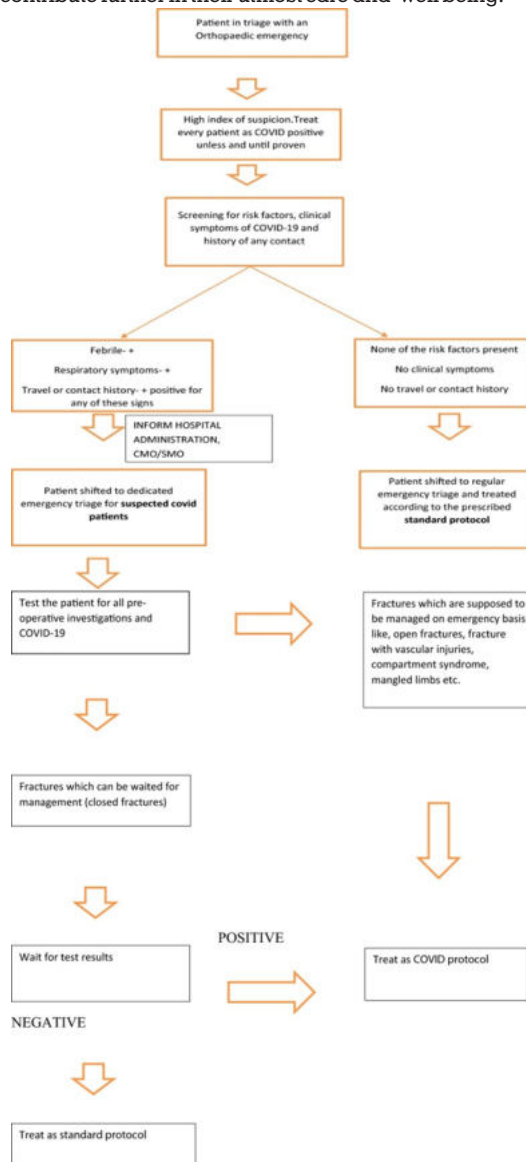 contribute further in their utmost care and  well being.
Patient in triage with an
Orthopaedic emergency
High index of suspicion.Treat
every patient as COVID positive
unless and until proven
Screening for risk factors, clinical
symptoms of COVID-19 and
history of any contact
Febrile- +
Respiratory symptoms- +
Travel or contact history- + positive for
any of these signs
None of the risk factors present
No clinical symptoms
No travel or contact history
INFORM HOSPITAL
ADMINISTRATION,
CMO/SMO
Patient shifted to dedicated
emergency triage for suspected covid
patients
Patient shifted to regular
emergency triage and treated
according to the prescribed
standard protocol
Test the patient for all pre-
operative investigations and
COVID-19
Fractures which are supposed to
be managed on emergency basis
like, open fractures, fracture
with vascular injuries,
compartment syndrome,
mangled limbs etc.
Fractures which can be waited for
management (closed fractures)
Wait for test results
POSITIVE
Treat as COVID protocol
NEGATIVE
Treat as standard protocol